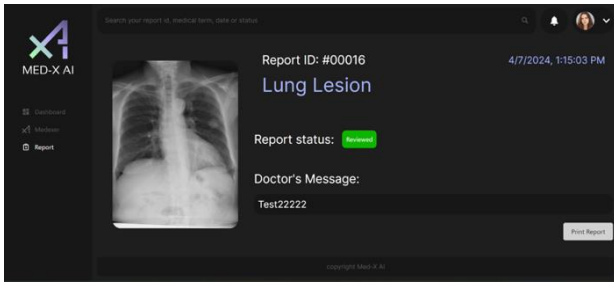 Search your report id, medical term, date or status
MED-X AI
Dashboard
Medxer
Report
Report ID: #00016
4/7/2024, 1:15:03 PM
Lung Lesion
Report status: Reviewed
Doctor's Message:
Test22222
Print Report
copyright Med-X AI